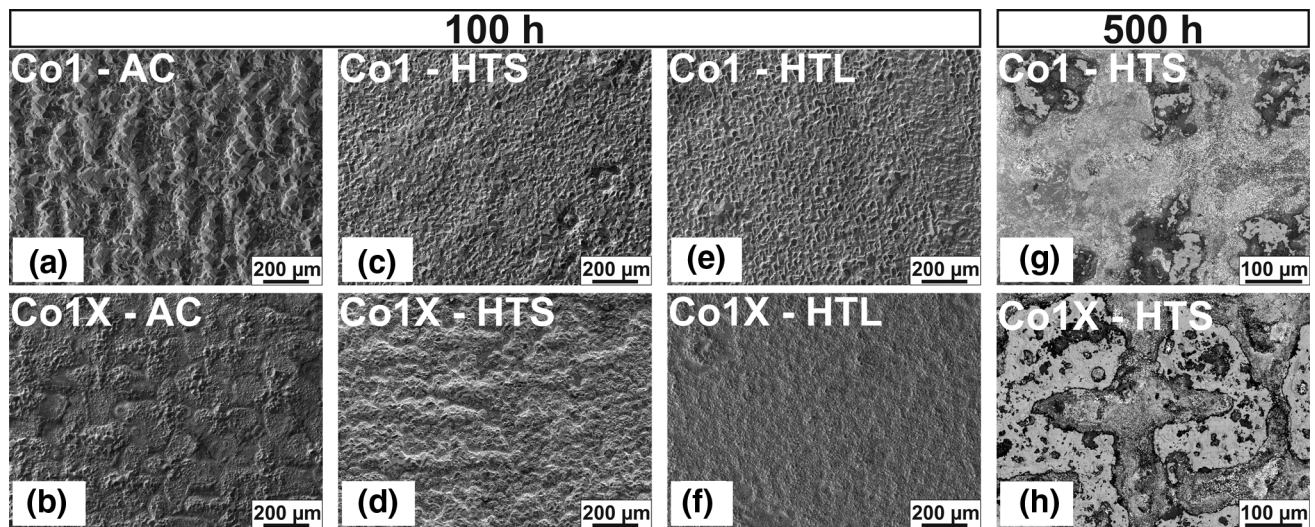 100 h
500 h
Co1 - AC
Co1 - HTS
Co1 - HTL
Co1 - HTS
(a)
200 µm
(c)
200 µm
(e)
200 µm
(g)
100 µm
Co1X - AC
Co1X - HTS
Co1X - HTL
Co1X - HTS
(b)
200 µm
(d)
200 µm
(f)
200 µm
(h)
100 µm